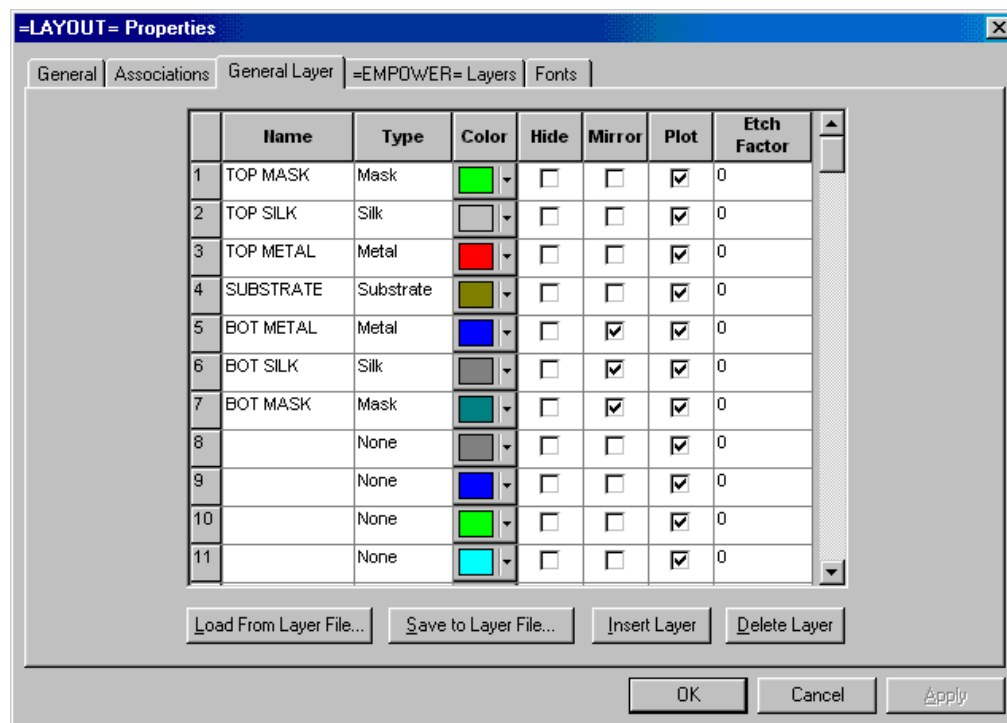 =LAYOUT= Properties
General Associations General Layer =EMPOWER= Layers Fonts
Name Type Color Hide Mirror Plot Etch Factor
1 TOP MASK Mask 0
2 TOP SILK Silk 0
3 TOP METAL Metal 0
4 SUBSTRATE Substrate 0
5 BOT METAL Metal 0
6 BOT SILK Silk 0
7 BOT MASK Mask 0
8 None 0
9 None 0
10 None 0
11 None 0
Load From Layer File... Save to Layer File... Insert Layer Delete Layer
OK Cancel Apply